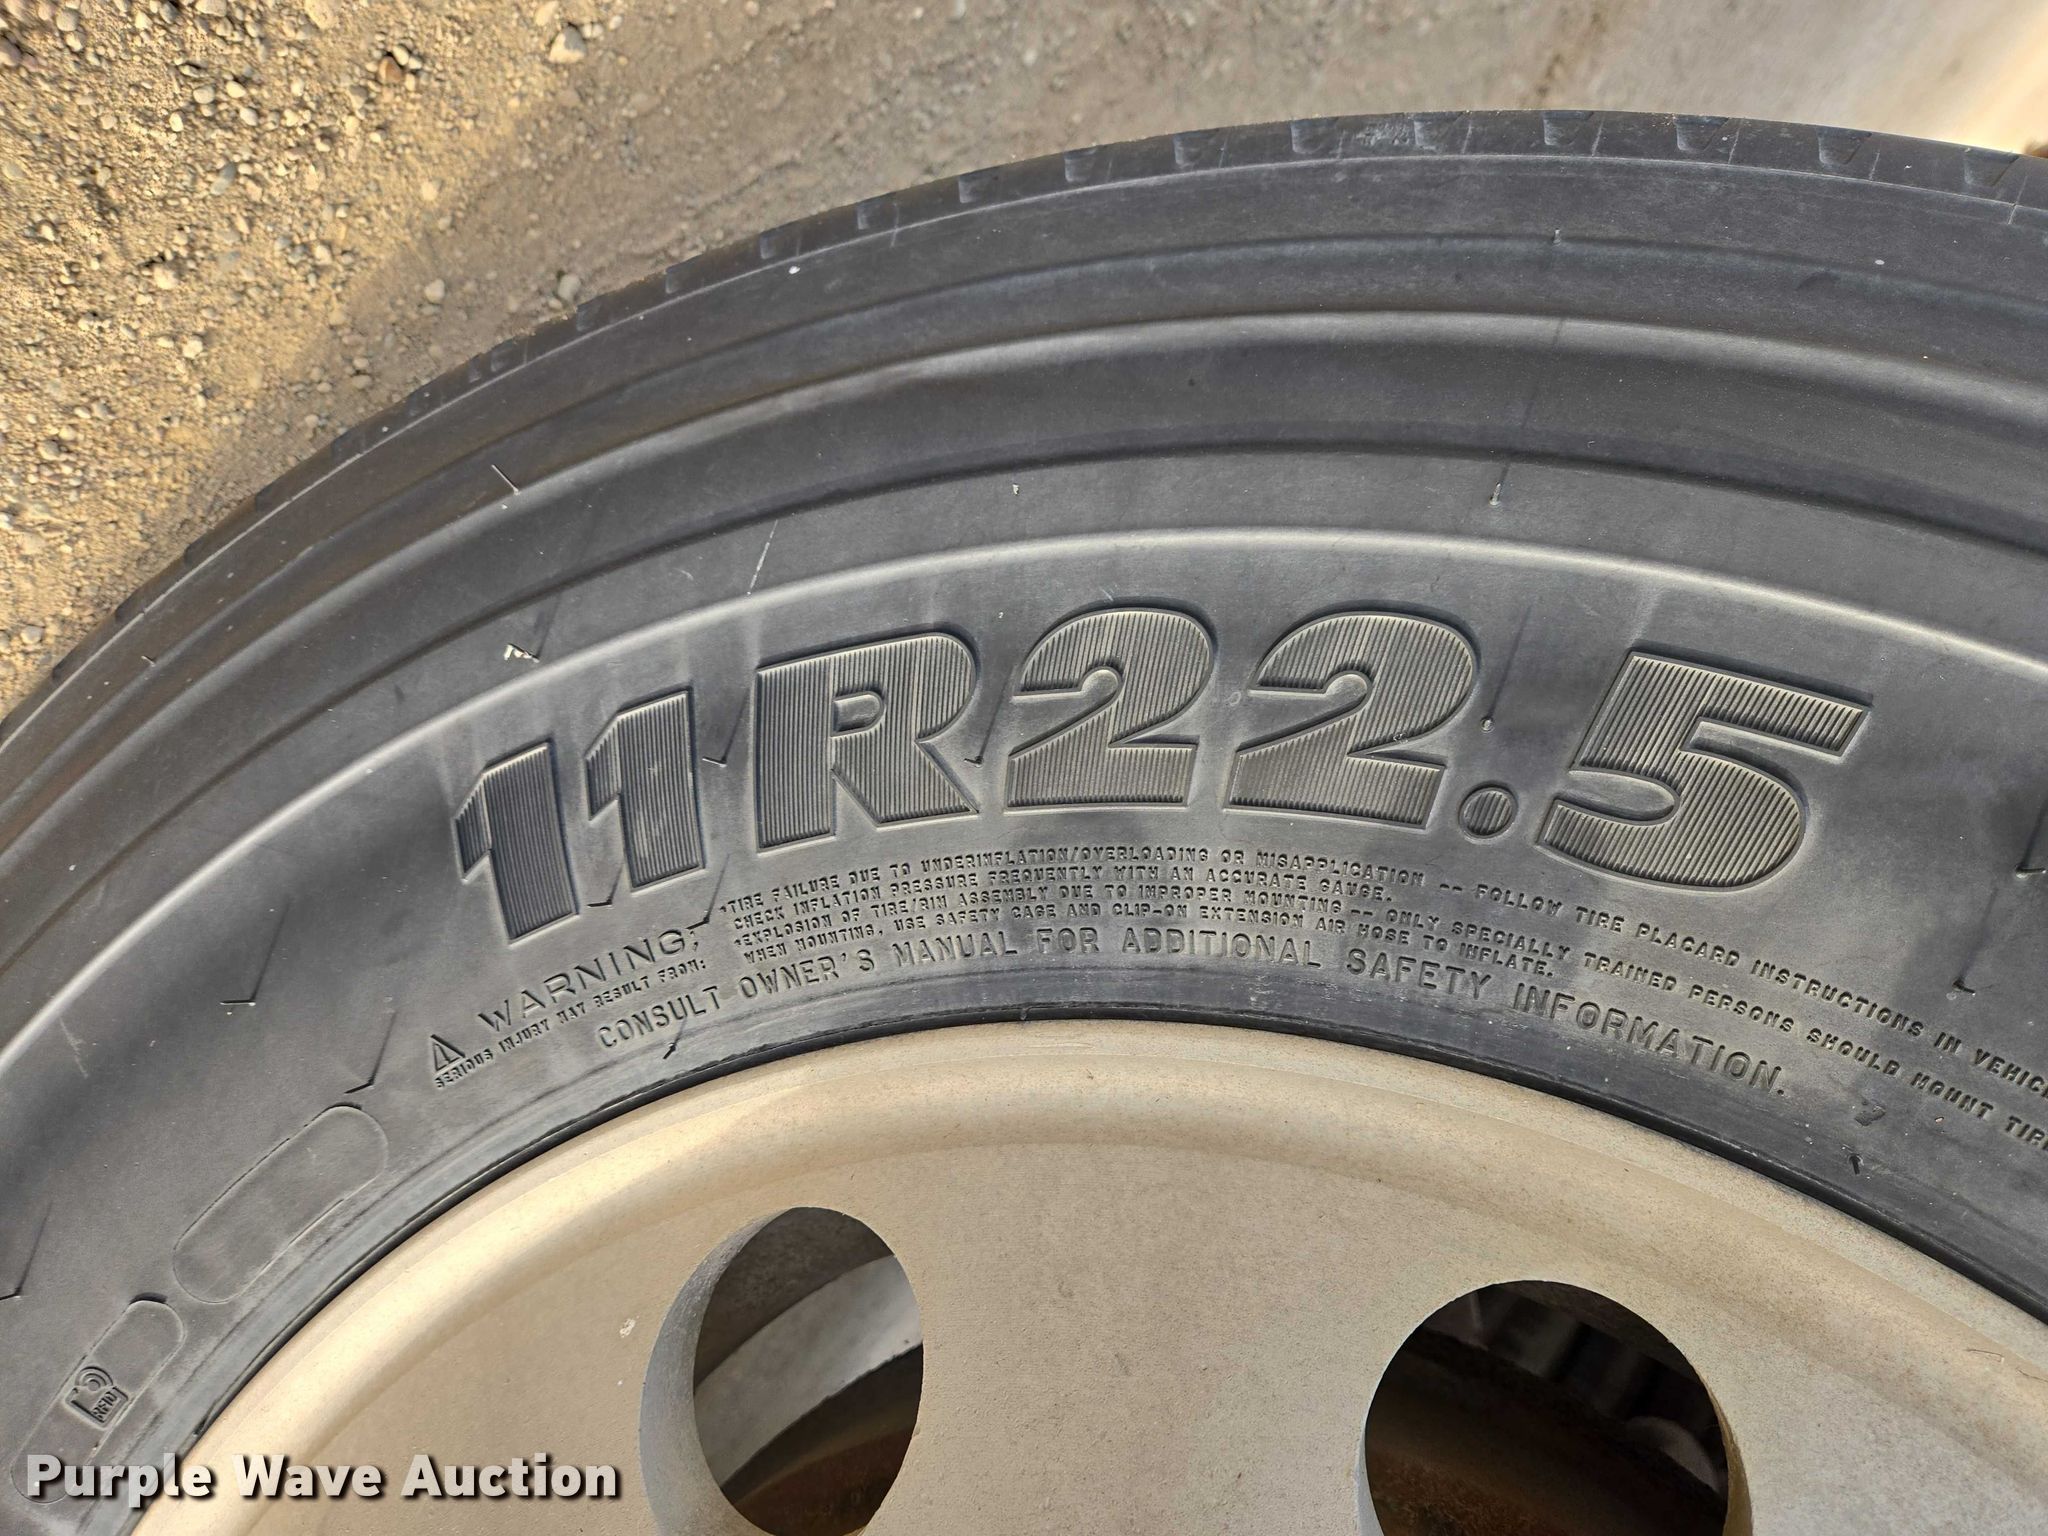 11R22.5
⚠ WARNING:
SERIOUS INJURY MAY RESULT FROM:
•TIRE FAILURE DUE TO UNDERINFLATION/OVERLOADING OR MISAPPLICATION -- FOLLOW TIRE PLACARD INSTRUCTIONS IN VEHICLE
CHECK INFLATION PRESSURE FREQUENTLY WITH AN ACCURATE GAUGE.
•EXPLOSION OF TIRE/RIM ASSEMBLY DUE TO IMPROPER MOUNTING -- ONLY SPECIALLY TRAINED PERSONS SHOULD MOUNT
WHEN MOUNTING, USE SAFETY CAGE AND CLIP-ON EXTENSION AIR HOSE TO INFLATE.
CONSULT OWNER'S MANUAL FOR ADDITIONAL SAFETY INFORMATION.
Purple Wave Auction